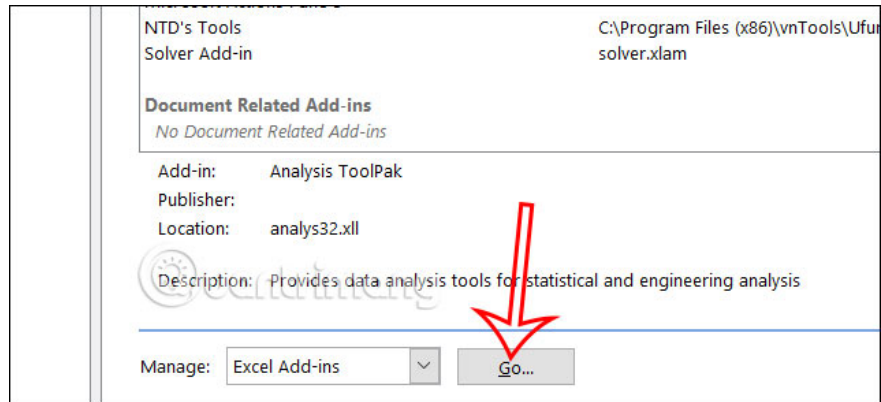 NTD's Tools C:\Program Files (x86)\vnTools\Ufu
Solver Add-in solver.xlam
Document Related Add-ins
No Document Related Add-ins
Add-in: Analysis ToolPak
Publisher:
Location: analys32.xll
Description: Provides data analysis tools for statistical and engineering analysis
Manage: Excel Add-ins Go...